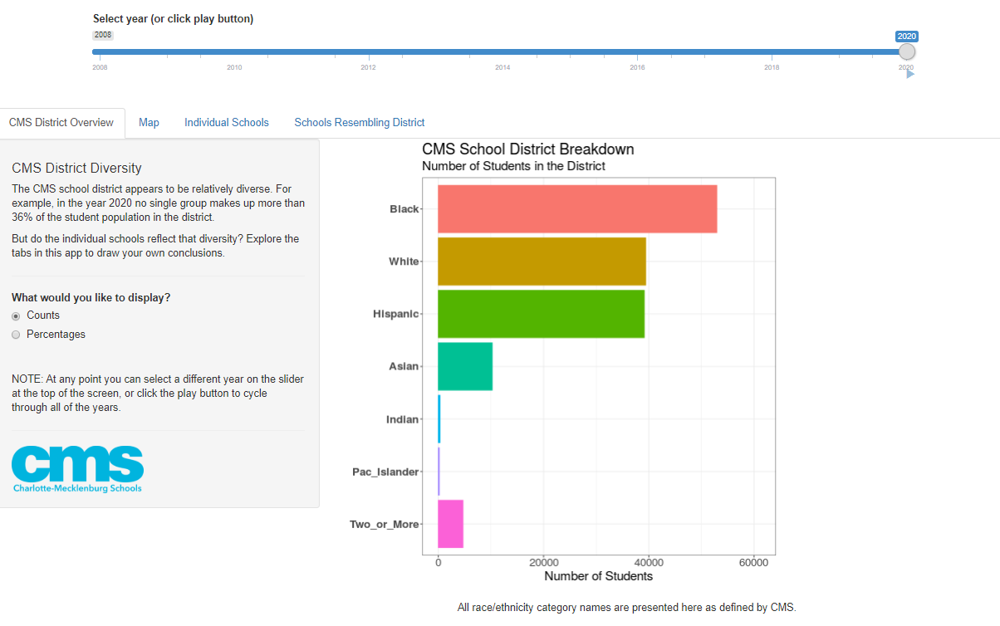 Select year (or click play button)
2008
2020
2008
2010
2012
2014
2016
2018
2020
CMS District Overview
Map
Individual Schools
Schools Resembling District
CMS District Diversity
The CMS school district appears to be relatively diverse. For
example, in the year 2020 no single group makes up more than
36% of the student population in the district.
But do the individual schools reflect that diversity? Explore the
tabs in this app to draw your own conclusions.
What would you like to display?
Counts
Percentages
NOTE: At any point you can select a different year on the slider
at the top of the screen, or click the play button to cycle
through all of the years.
cms
Charlotte-Mecklenburg Schools
CMS School District Breakdown
Number of Students in the District
Black
White
Hispanic
Asian
Indian
Pac_Islander
Two_or_More
0
20000
40000
60000
Number of Students
All race/ethnicity category names are presented here as defined by CMS.